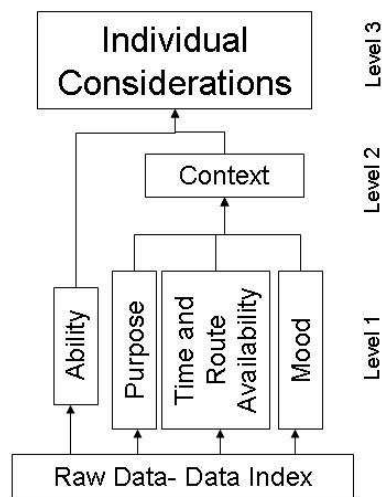 Individual
Considerations
Level 3
Level 2
Context
Ability
Purpose
Time and
Route
Availability
Mood
Level 1
Raw Data- Data Index